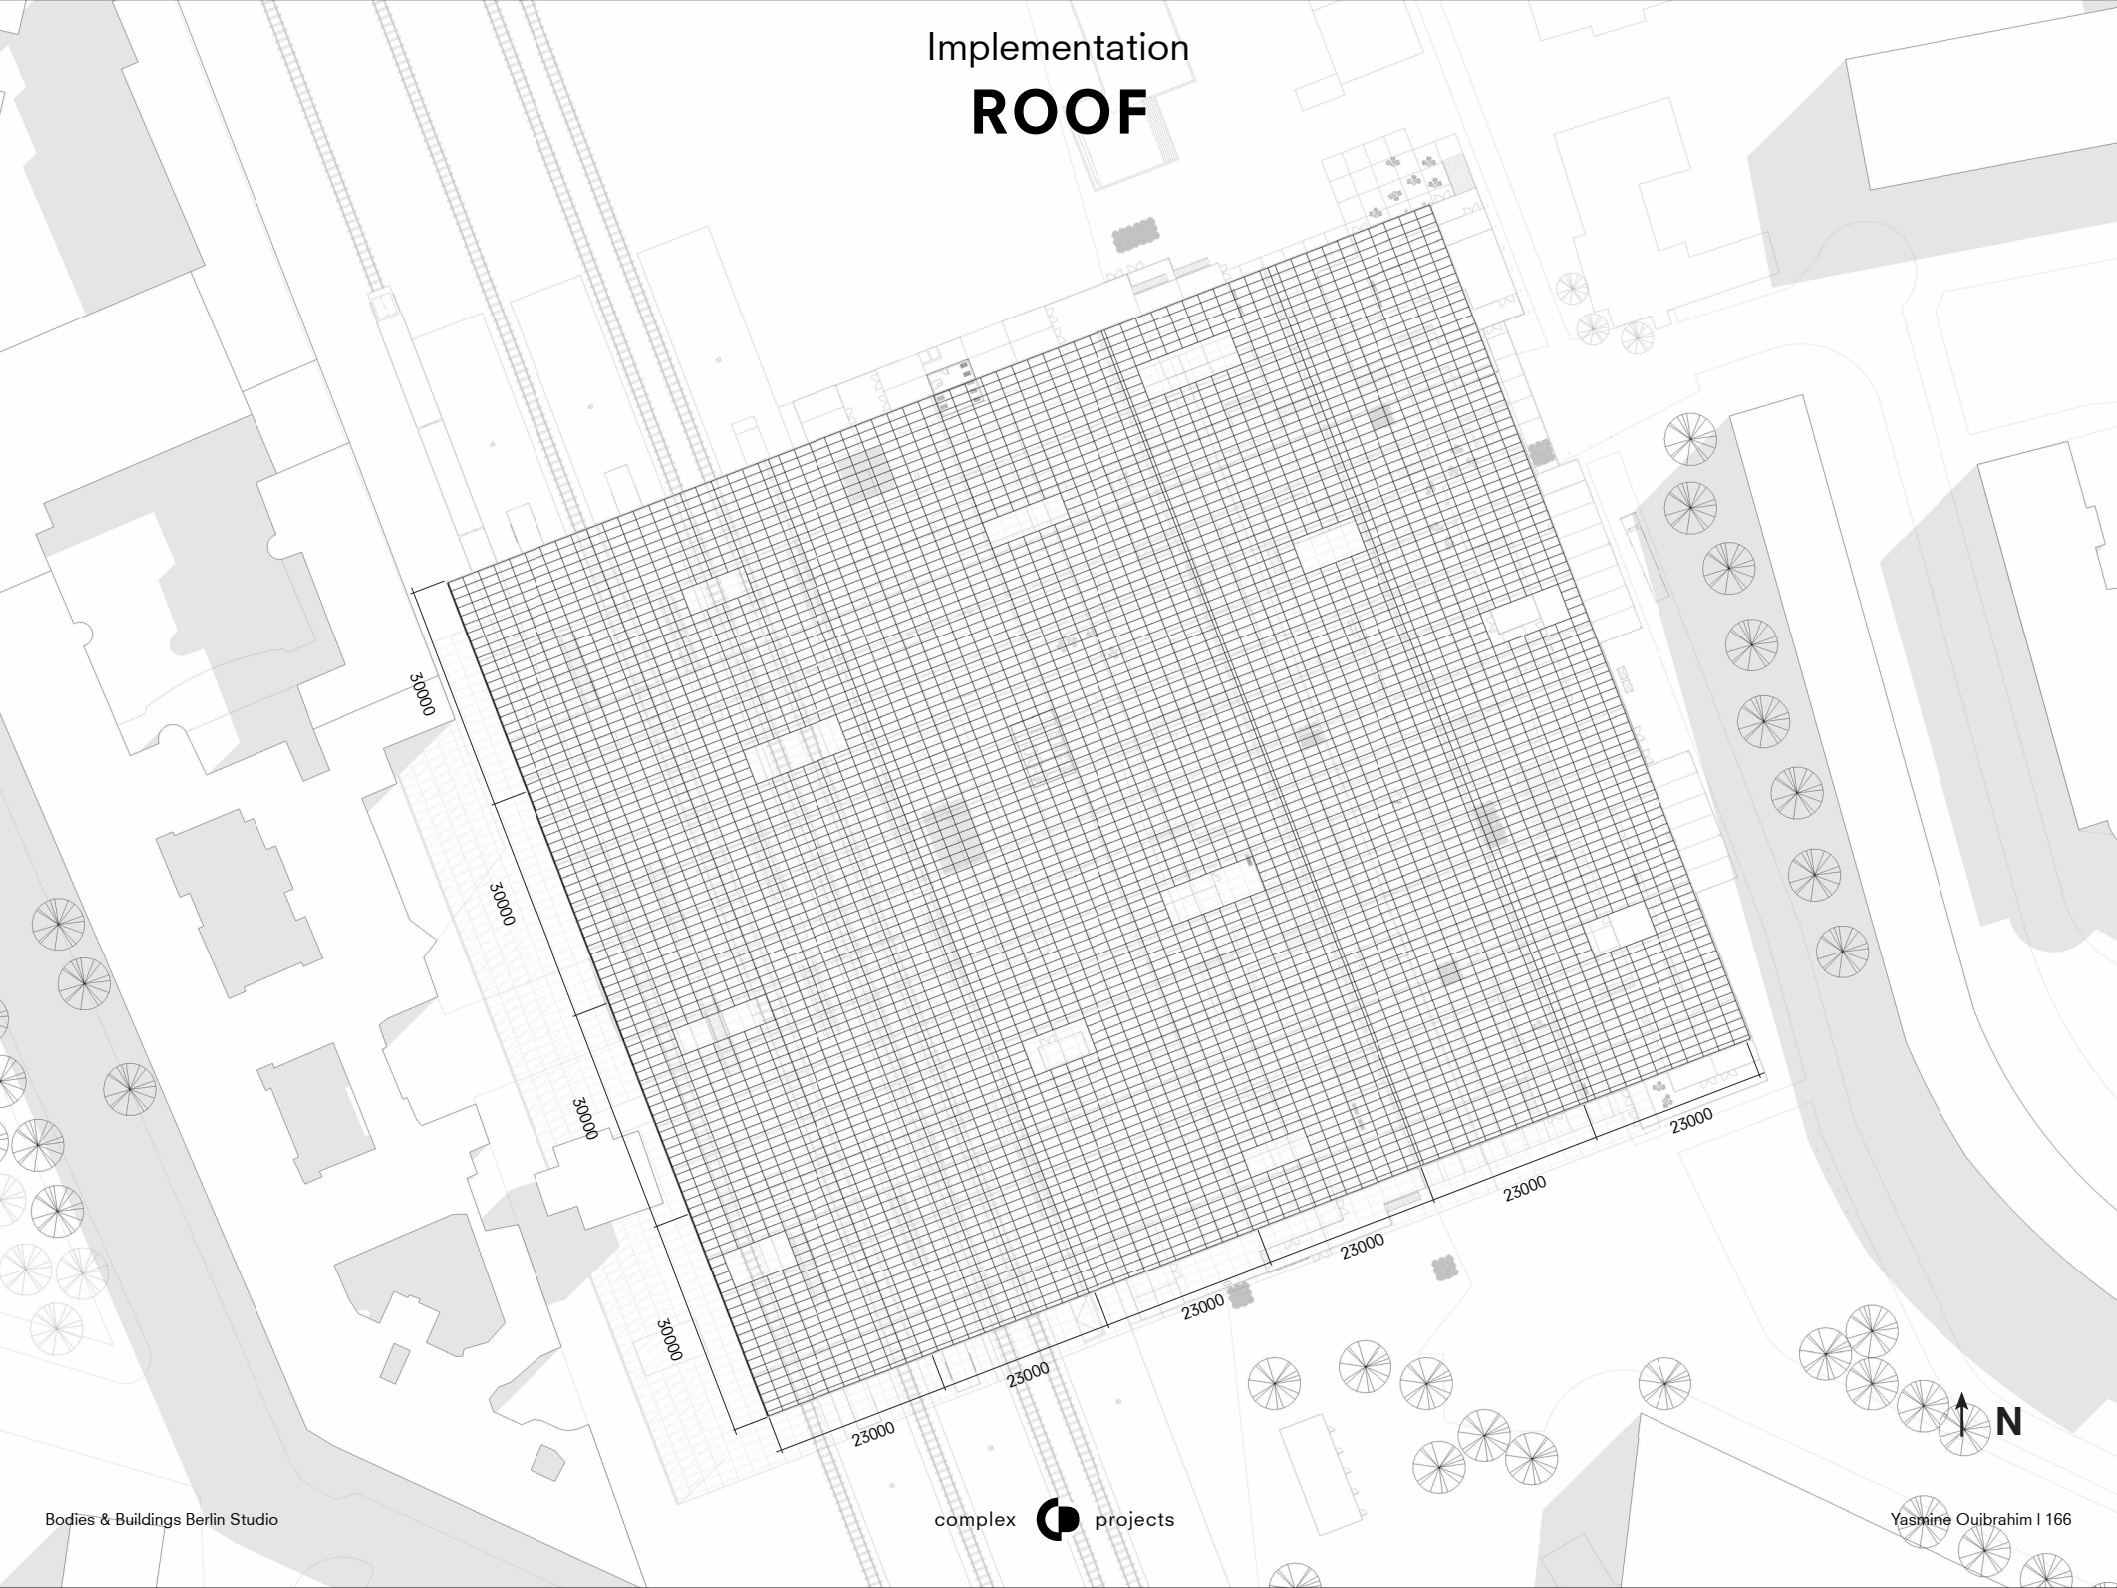 Implementation
ROOF
30000
30000
30000
30000
23000
23000
23000
23000
23000
23000
N
Bodies & Buildings Berlin Studio
complex projects
Yasmine Ouibrahim | 166